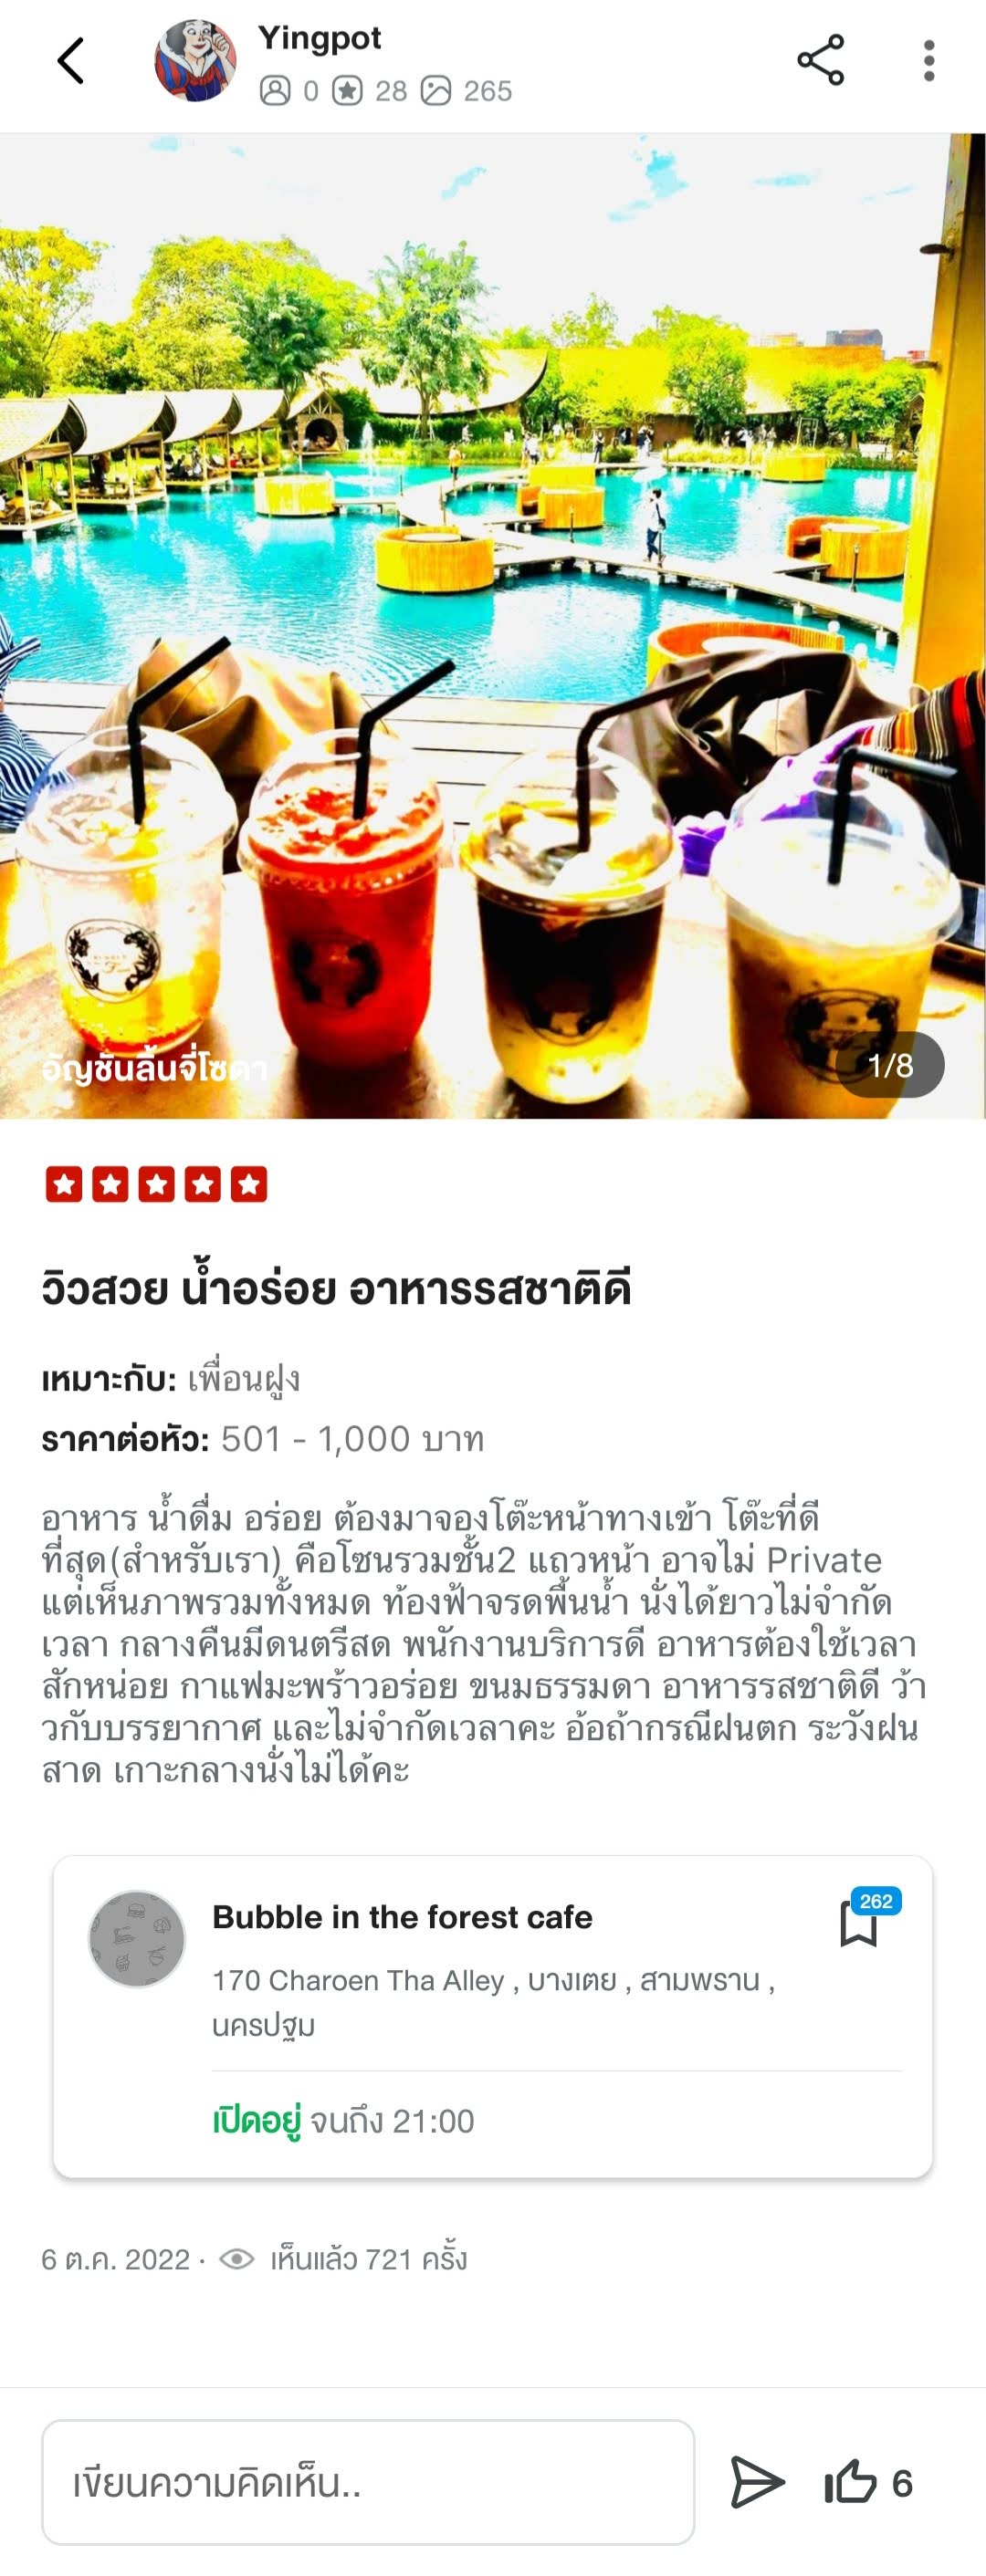 Yingpot
0 28 265
อัญชันลิ้นจี่โซดา
1/8
วิวสวย น้ำอร่อย อาหารรสชาติดี
เหมาะกับ: เพื่อนฝูง
ราคาต่อหัว: 501 - 1,000 บาท
อาหาร น้ำดื่ม อร่อย ต้องมาจองโต๊ะหน้าทางเข้า โต๊ะที่ดี
ที่สุด(สำหรับเรา) คือโซนรวมชั้น2 แถวหน้า อาจไม่ Private
แต่เห็นภาพรวมทั้งหมด ท้องฟ้าจรดพื้นน้ำ นั่งได้ยาวไม่จำกัด
เวลา กลางคืนมีดนตรีสด พนักงานบริการดี อาหารต้องใช้เวลา
สักหน่อย กาแฟมะพร้าวอร่อย ขนมธรรมดา อาหารรสชาติดี ว้า
วกับบรรยากาศ และไม่จำกัดเวลาคะ อ้อถ้ากรณีฝนตก ระวังฝน
สาด เกาะกลางนั่งไม่ได้คะ
Bubble in the forest cafe
262
170 Charoen Tha Alley , บางเตย , สามพราน ,
นครปฐม
เปิดอยู่ จนถึง 21:00
6 ต.ค. 2022 · เห็นแล้ว 721 ครั้ง
เขียนความคิดเห็น..
6